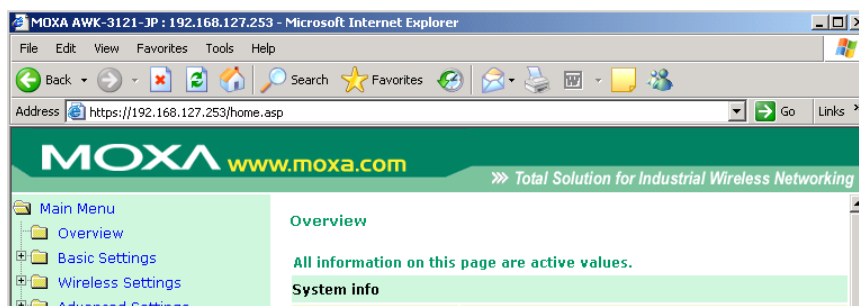 MOXA AWK-3121-JP : 192.168.127.253 - Microsoft Internet Explorer
File Edit View Favorites Tools Help
Back Search Favorites
Address https://192.168.127.253/home.asp Go Links »
MOXA www.moxa.com
Total Solution for Industrial Wireless Networking
Main Menu
Overview
Basic Settings
Wireless Settings
Advanced Settings
Overview
All information on this page are active values.
System info